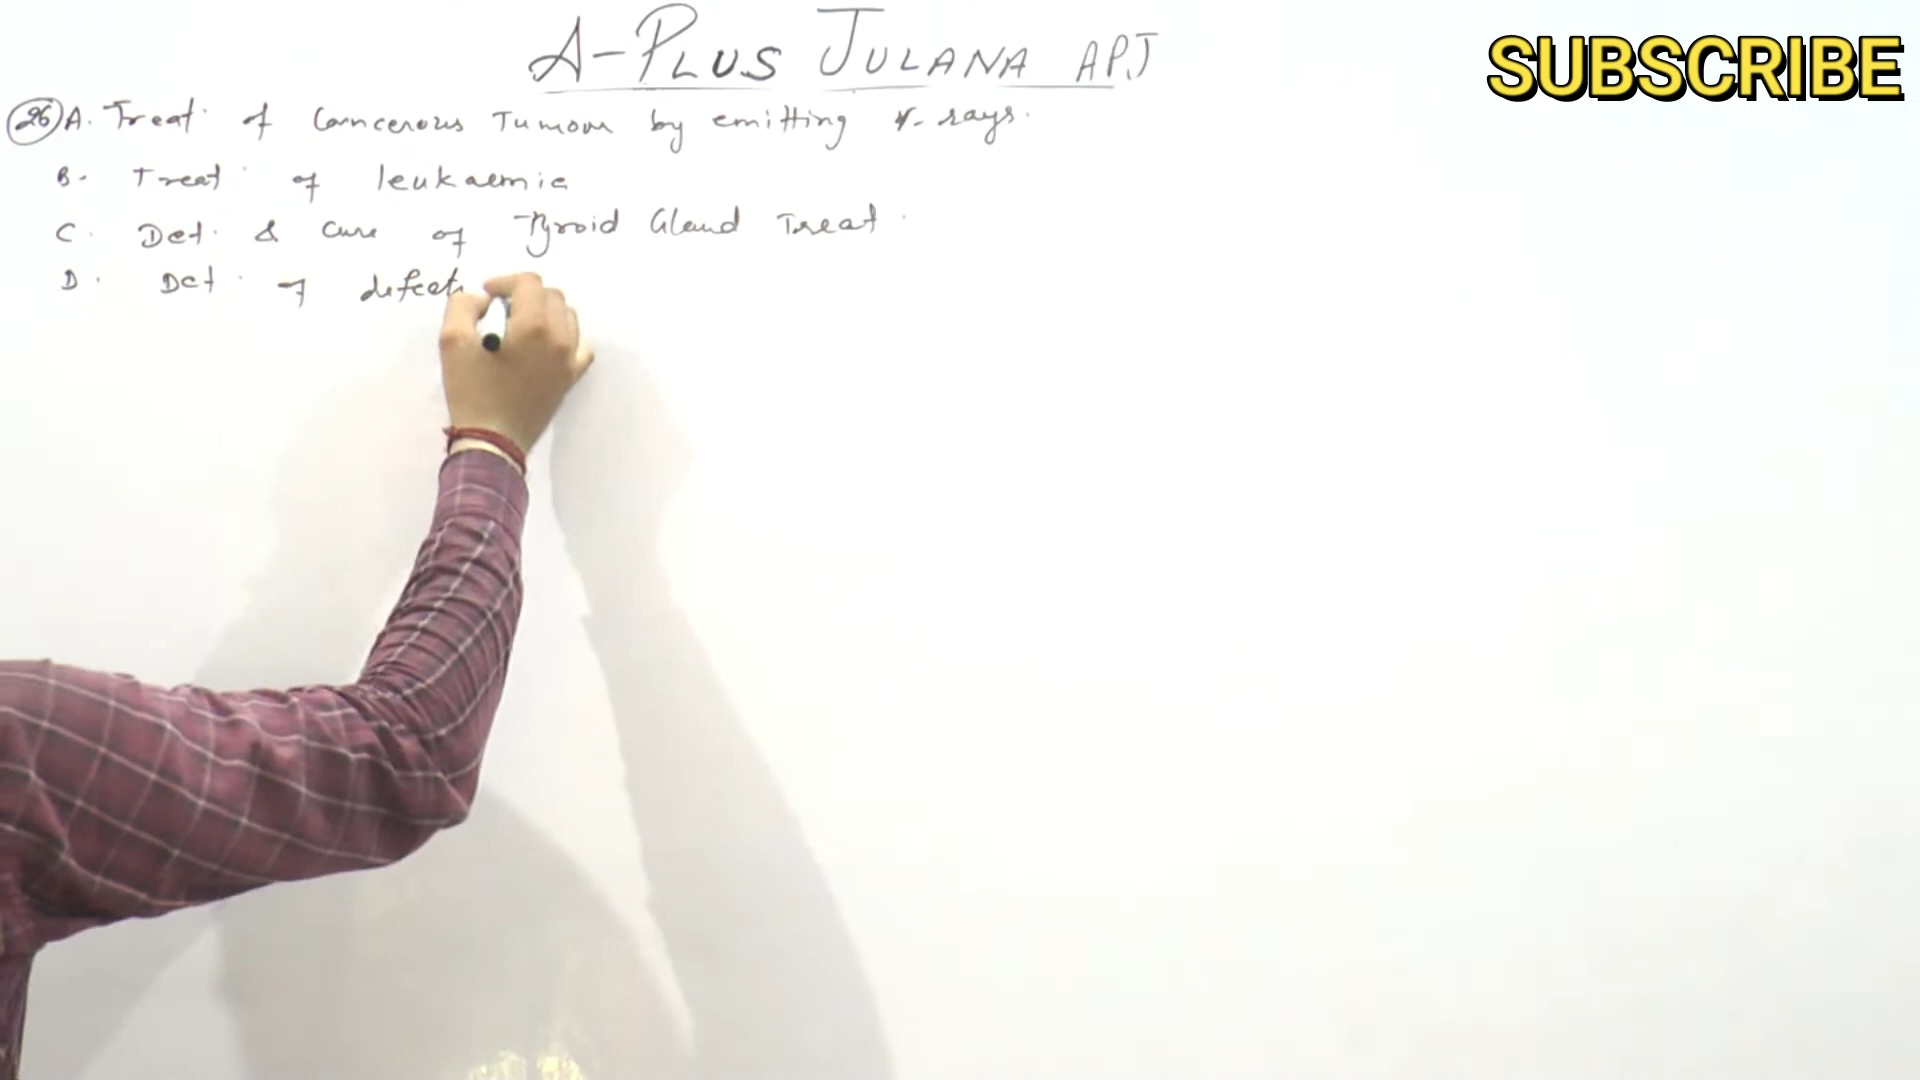 A-PLUS JULANA APJ
SUBSCRIBE
26 A. Treat. of Cancerous Tumour by emitting γ-rays.
B. Treat. of leukaemia
C. Det. & Cure of Tyroid Gland Treat.
D. Det. of defect